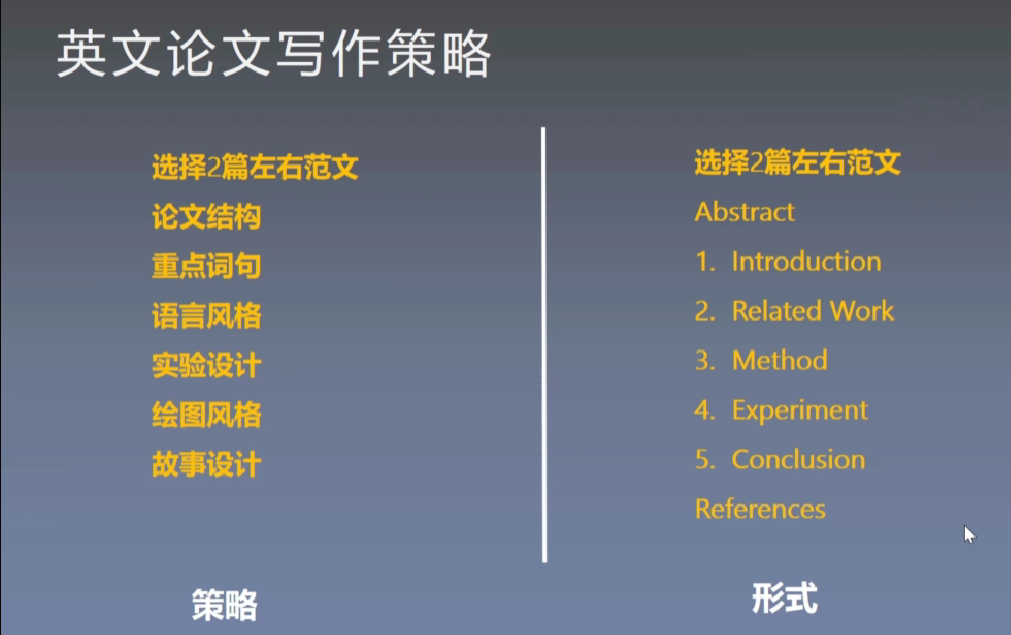 英文论文写作策略
选择2篇左右范文
论文结构
重点词句
语言风格
实验设计
绘图风格
故事设计
策略
选择2篇左右范文
Abstract
1. Introduction
2. Related Work
3. Method
4. Experiment
5. Conclusion
References
形式